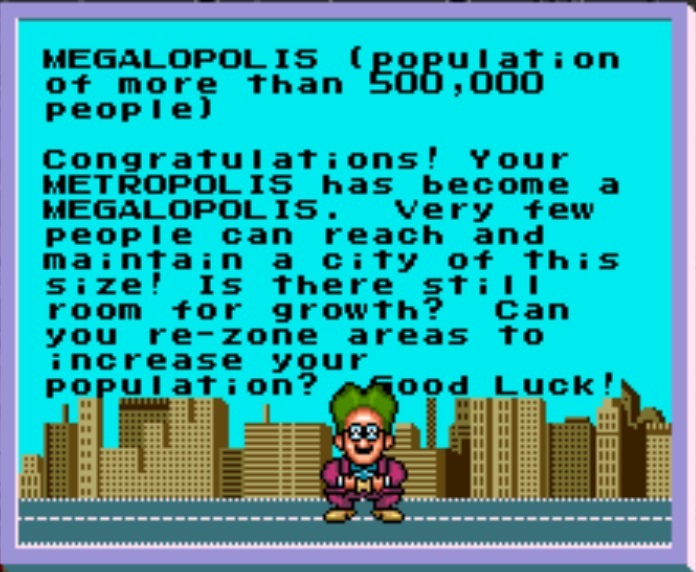 MEGALOPOLIS (population
of more than 500,000
people)
Congratulations! Your
METROPOLIS has become a
MEGALOPOLIS. Very few
people can reach and
maintain a city of this
size! Is there still
room for growth? Can
you re-zone areas to
increase your
population? Good Luck!